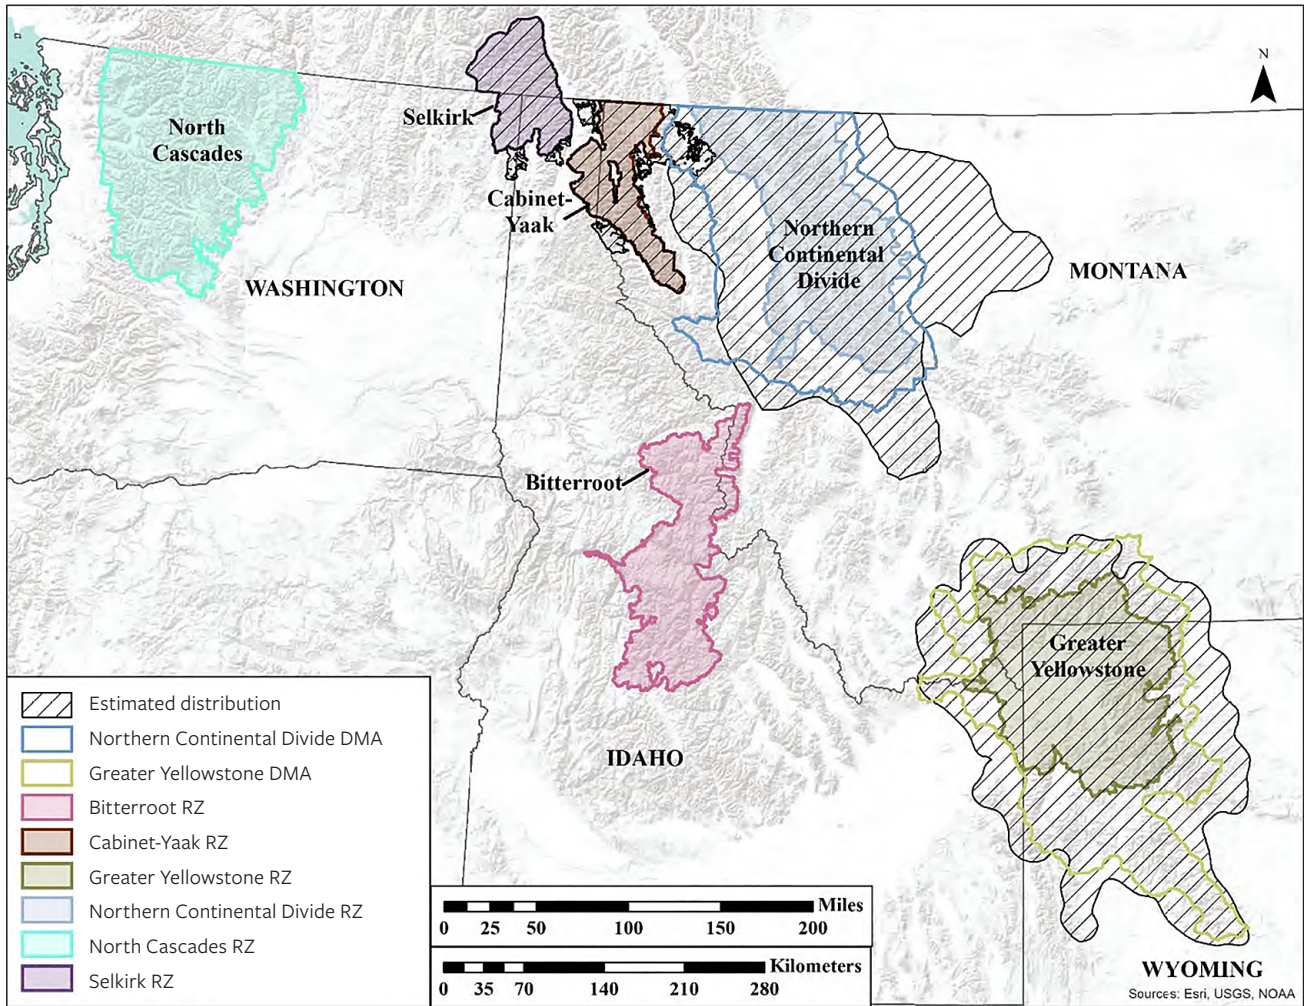 N
North
Cascades
Selkirk
Cabinet-
Yaak
Northern
Continental
Divide
MONTANA
WASHINGTON
Bitterroot
Greater
Yellowstone
IDAHO
WYOMING
Estimated distribution
Northern Continental Divide DMA
Greater Yellowstone DMA
Bitterroot RZ
Cabinet-Yaak RZ
Greater Yellowstone RZ
Northern Continental Divide RZ
North Cascades RZ
Selkirk RZ
Miles
0 25 50 100 150 200
Kilometers
0 35 70 140 210 280
Sources: Esri, USGS, NOAA